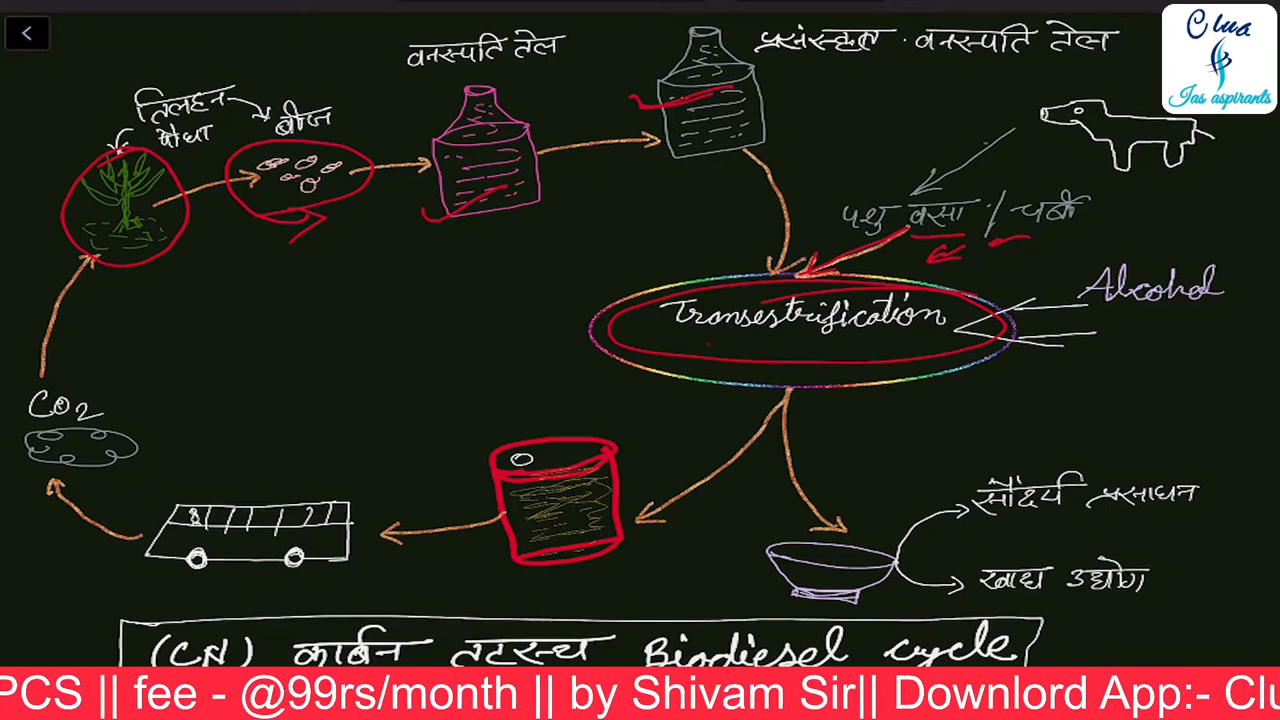 वनस्पति तेल
प्रसंस्कृत . वनस्पति तेल
Clua
Ias aspirants
तिलहन
पौधा
बीज
पशु वसा / चर्बी
Alcohol
Transestrification
CO2
सौंदर्य प्रसाधन
खाद्य उद्योग
(CN) कार्बन तटस्थ Biodiesel cycle
PCS || fee - @99rs/month || by Shivam Sir|| Downlord App:- Clu